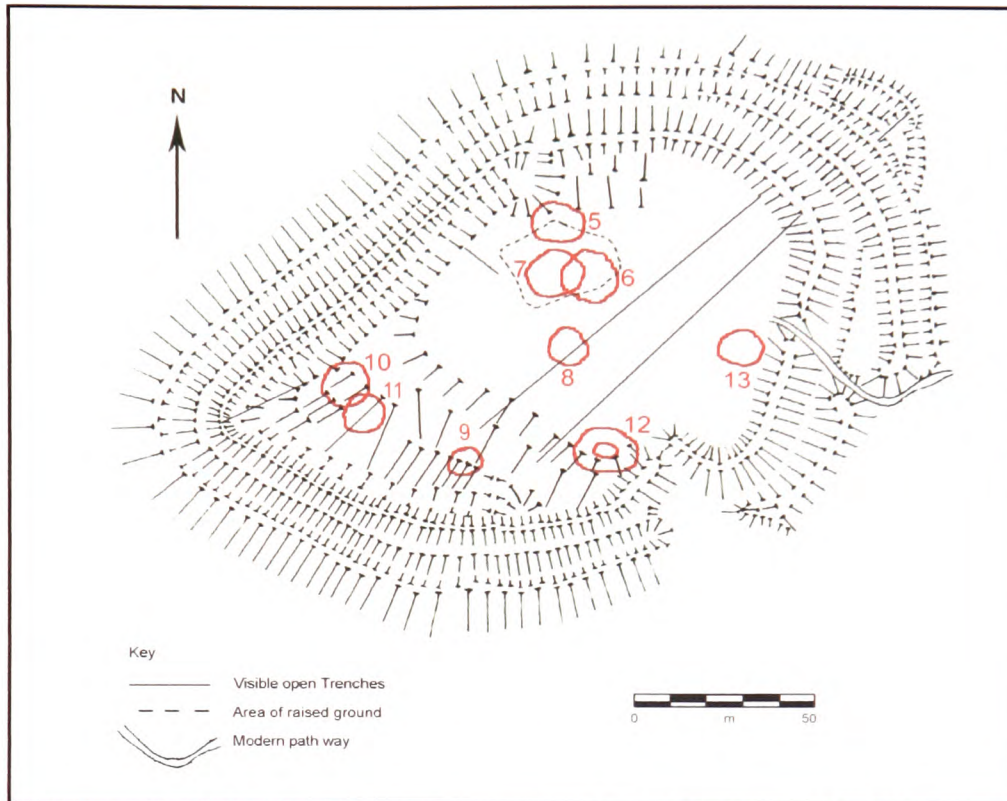 N
5
7
6
8
13
10
11
9
12
Key
Visible open Trenches
Area of raised ground
Modern path way
0 m 50